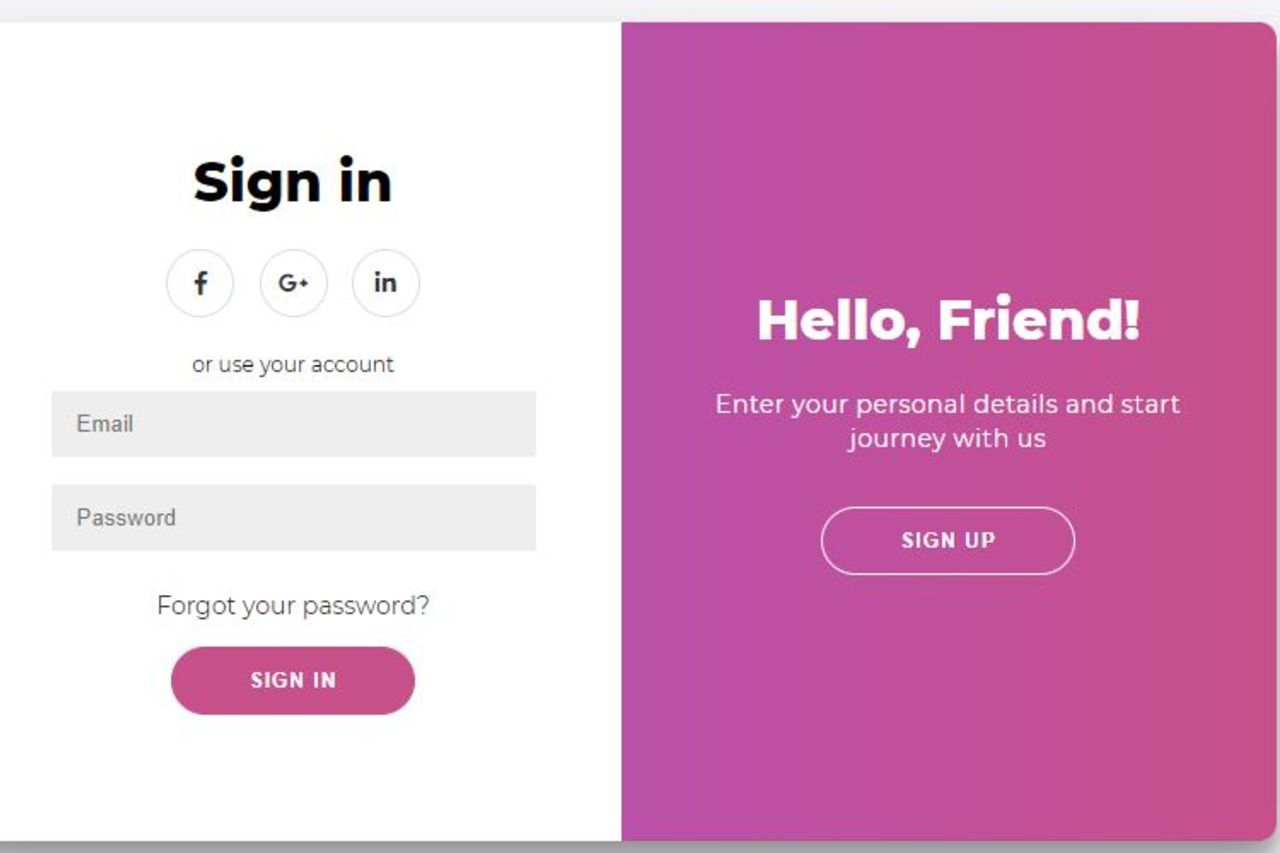 Sign in
f G+ in
or use your account
Email
Password
Forgot your password?
SIGN IN
Hello, Friend!
Enter your personal details and start
journey with us
SIGN UP